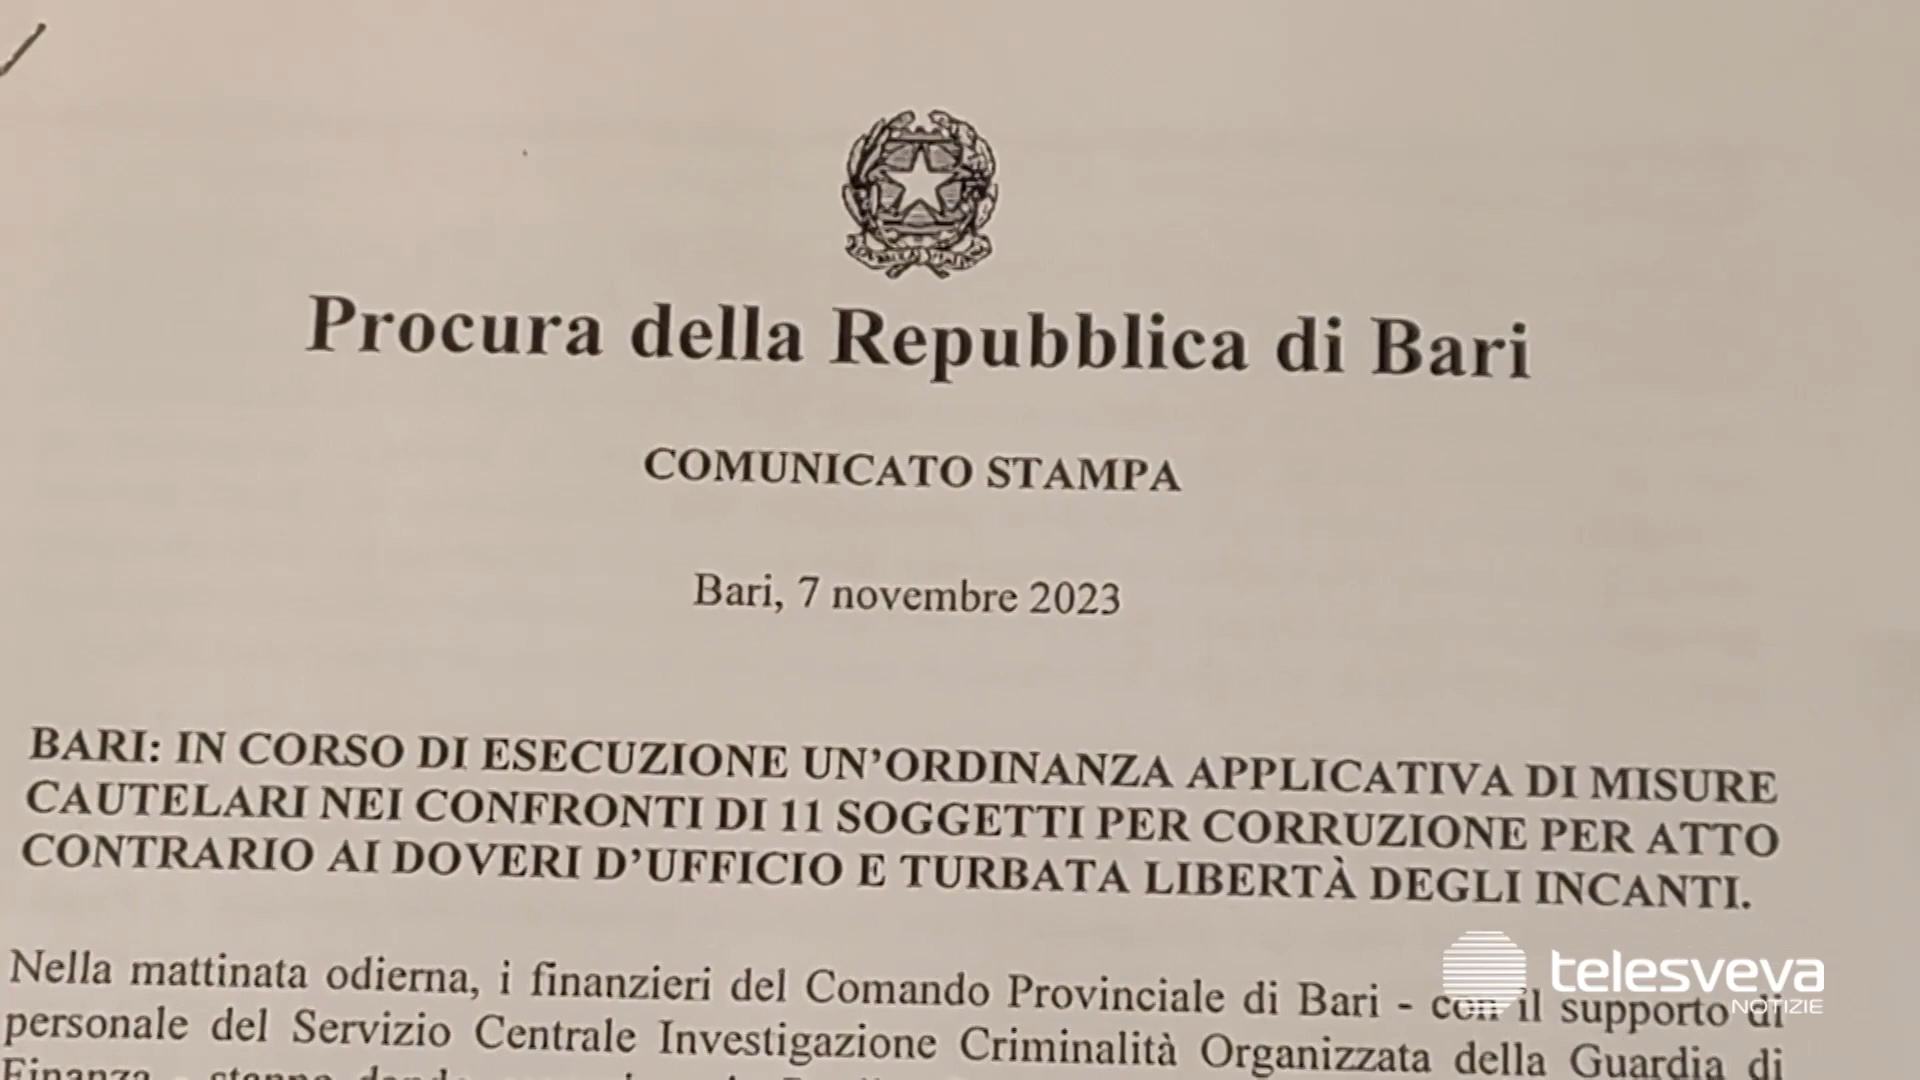 Procura della Repubblica di Bari
COMUNICATO STAMPA
Bari, 7 novembre 2023
BARI: IN CORSO DI ESECUZIONE UN’ORDINANZA APPLICATIVA DI MISURE
CAUTELARI NEI CONFRONTI DI 11 SOGGETTI PER CORRUZIONE PER ATTO
CONTRARIO AI DOVERI D’UFFICIO E TURBATA LIBERTÀ DEGLI INCANTI.
Nella mattinata odierna, i finanzieri del Comando Provinciale di Bari - con il supporto di
personale del Servizio Centrale Investigazione Criminalità Organizzata della Guardia di
Finanza - stanno
telesveva
NOTIZIE